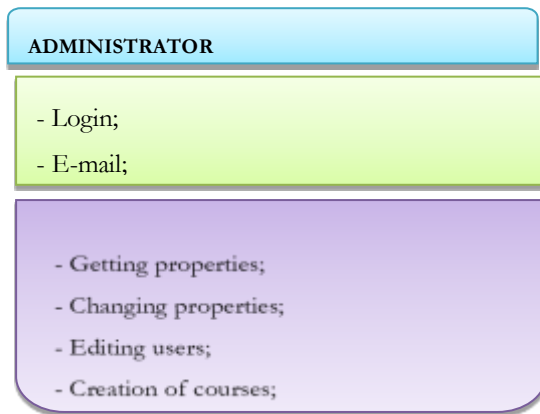 ADMINISTRATOR
- Login;
- E-mail;
- Getting properties;
- Changing properties;
- Editing users;
- Creation of courses;